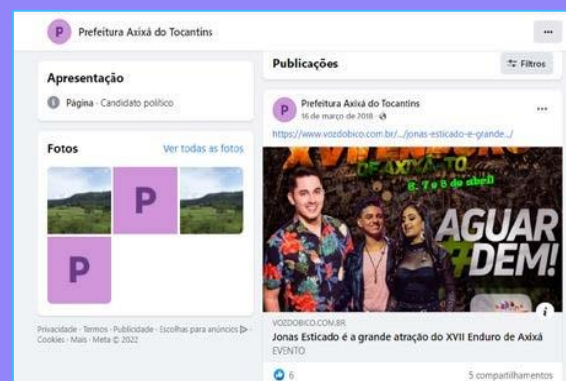 P
Prefeitura Axixá do Tocantins
Apresentação
Página · Candidato político
Fotos
Ver todas as fotos
P
P
Privacidade · Termos · Publicidade · Escolhas para anúncios ·
Cookies · Mais · Meta © 2022
Publicações
Filtros
P
Prefeitura Axixá do Tocantins
16 de março de 2018 ·
https://www.vozdobico.com.br/.../jonas-esticado-e-grande.../
XVII ENDURO
DE AXIXÁ-TO
6, 7 e 8 de abril
AGUAR
#DEM!
VOZDOBICO.COM.BR
Jonas Esticado é a grande atração do XVII Enduro de Axixá
EVENTO
6
5 compartilhamentos